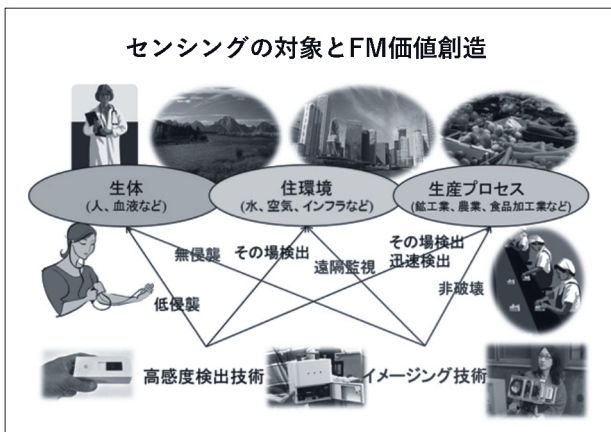 センシングの対象とFM価値創造
生体
(人、血液など)
住環境
(水、空気、インフラなど)
生産プロセス
(鉱工業、農業、食品加工業など)
無侵襲
その場検出
遠隔監視
その場検出
迅速検出
低侵襲
非破壊
高感度検出技術
イメージング技術